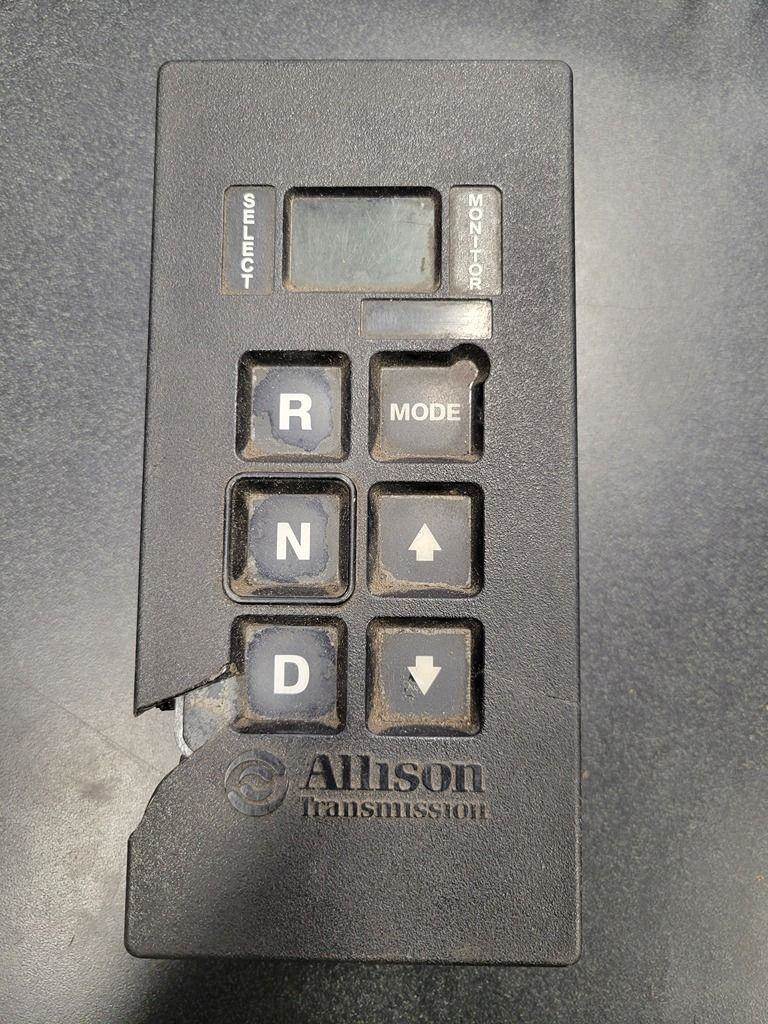 SELECT
MONITOR
R
MODE
N
D
Allison
Transmission